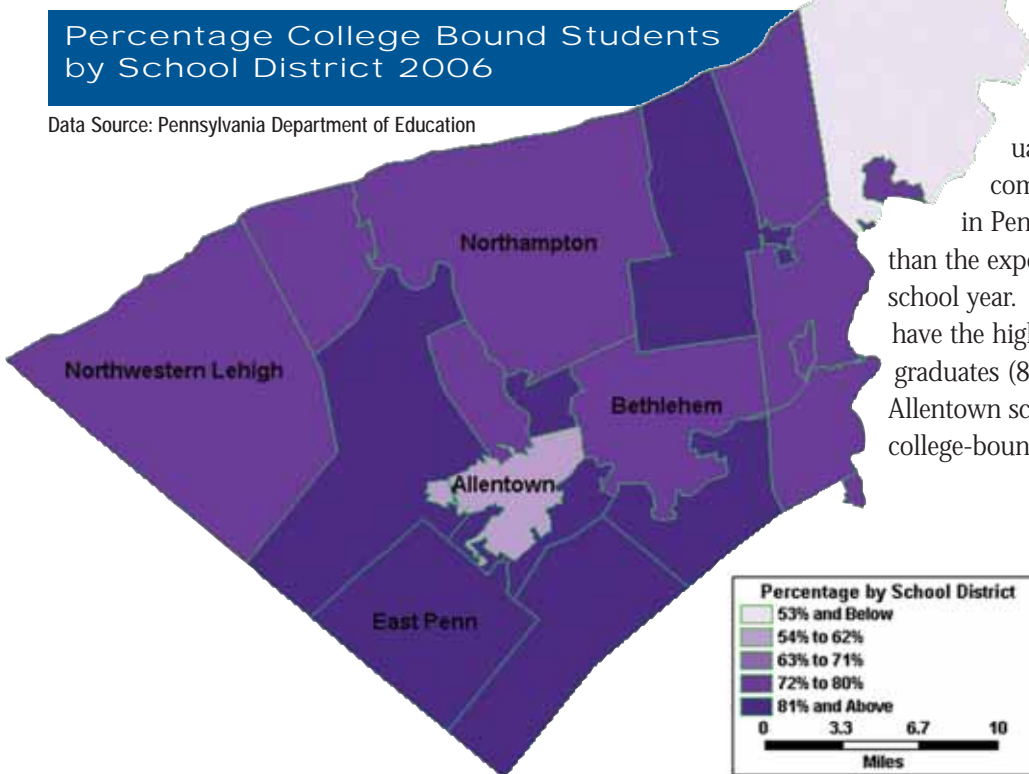 Percentage College Bound Students
by School District 2006
Data Source: Pennsylvania Department of Education
Northampton
Northwestern Lehigh
Bethlehem
Allentown
East Penn
in Pen
than the expe
school year.
have the high
graduates (8
Allentown sc
college-boun
Percentage by School District
53% and Below
54% to 62%
63% to 71%
72% to 80%
81% and Above
0 3.3 6.7 10
Miles